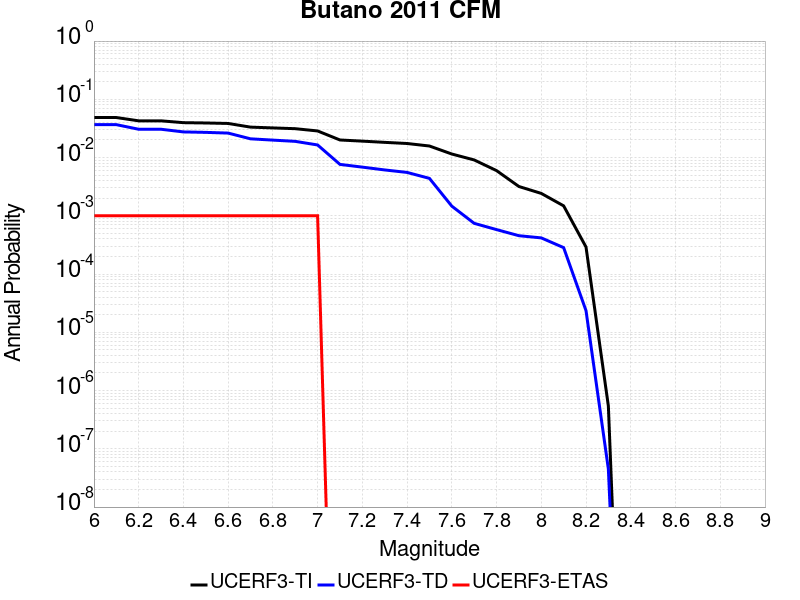 Butano 2011 CFM
10^0
10^-1
10^-2
10^-3
10^-4
10^-5
10^-6
10^-7
10^-8
Annual Probability
6 6.2 6.4 6.6 6.8 7 7.2 7.4 7.6 7.8 8 8.2 8.4 8.6 8.8 9
Magnitude
UCERF3-TI UCERF3-TD UCERF3-ETAS